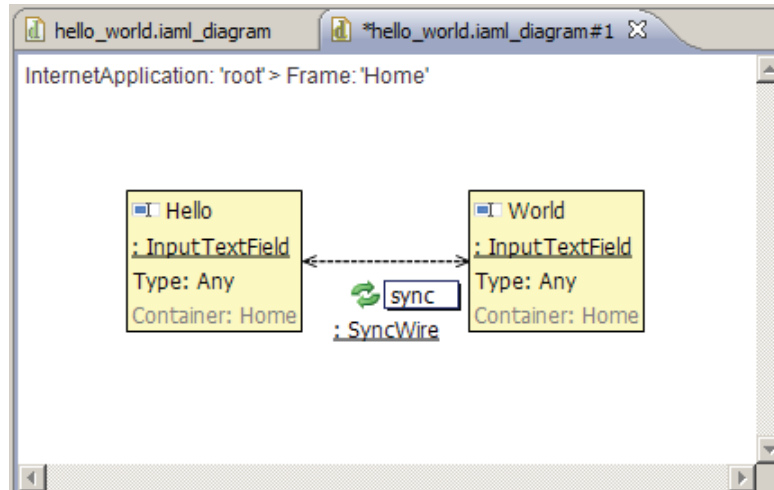 hello_world.iaml_diagram
*hello_world.iaml_diagram#1
InternetApplication: 'root' > Frame: 'Home'
Hello
: InputTextField
Type: Any
Container: Home
World
: InputTextField
Type: Any
Container: Home
sync
: SyncWire